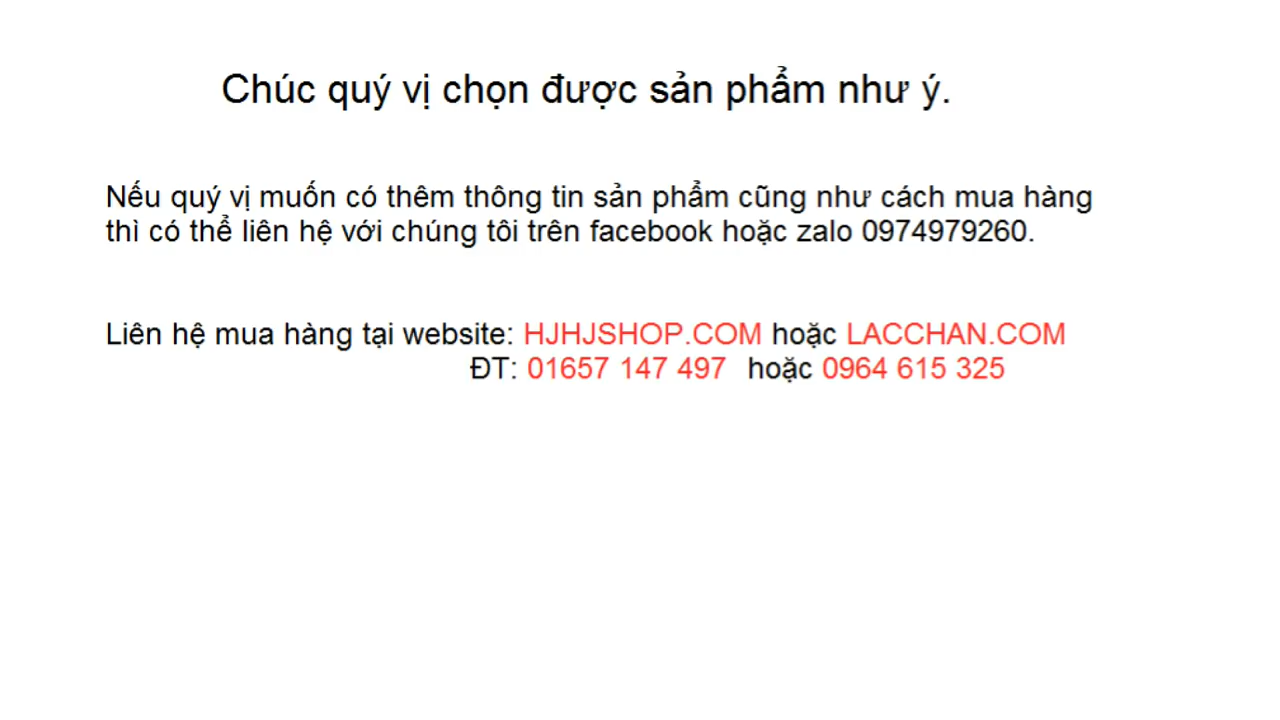 Chúc quý vị chọn được sản phẩm như ý.
Nếu quý vị muốn có thêm thông tin sản phẩm cũng như cách mua hàng
thì có thể liên hệ với chúng tôi trên facebook hoặc zalo 0974979260.
Liên hệ mua hàng tại website: HJHJSHOP.COM hoặc LACCHAN.COM
ĐT: 01657 147 497 hoặc 0964 615 325